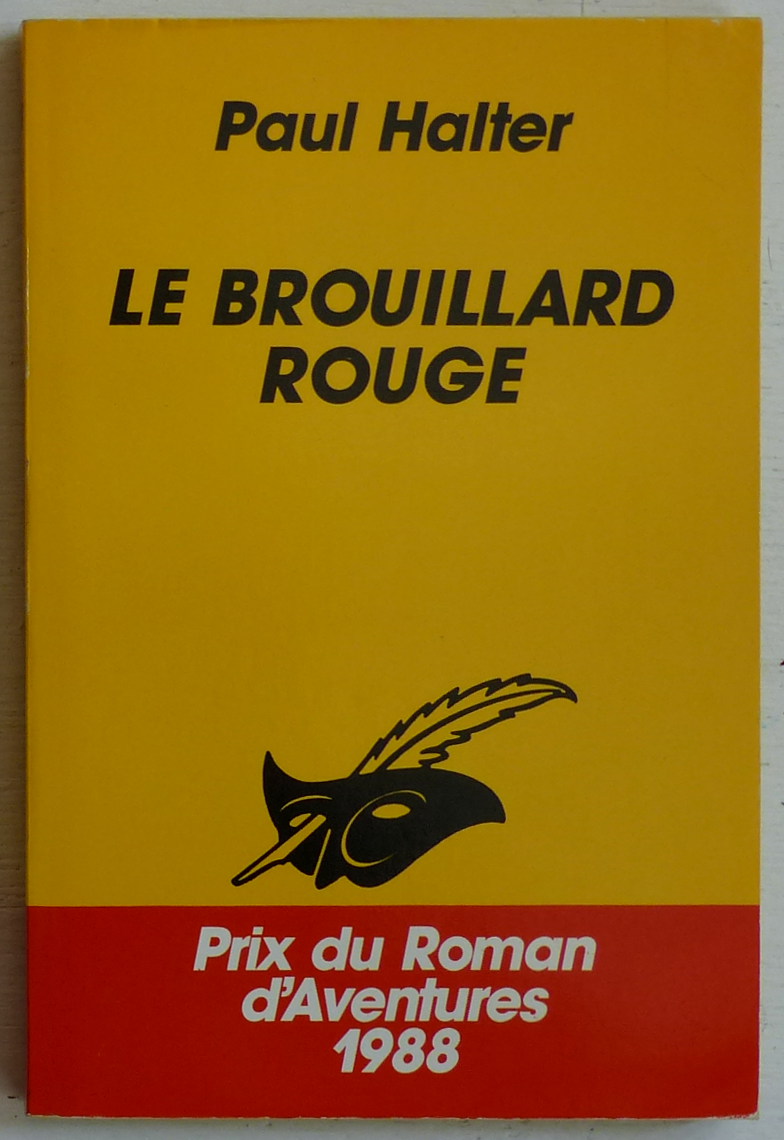 Paul Halter
LE BROUILLARD
ROUGE
Prix du Roman
d'Aventures
1988